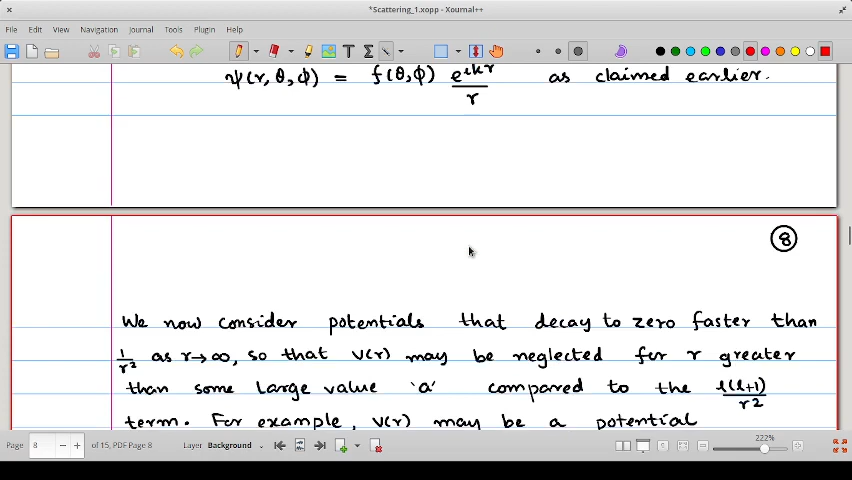 *Scattering_1.xopp - Xournal++
File Edit View Navigation Journal Tools Plugin Help
ψ(r, θ, ϕ) = f(θ, ϕ) e^{ikr}/r as claimed earlier.
8
We now consider potentials that decay to zero faster than
1/r² as r→∞, so that V(r) may be neglected for r greater
than some large value 'a' compared to the l(l+1)/r²
term. For example, V(r) may be a potential
Page 8 of 15, PDF Page 8 Layer Background 222%